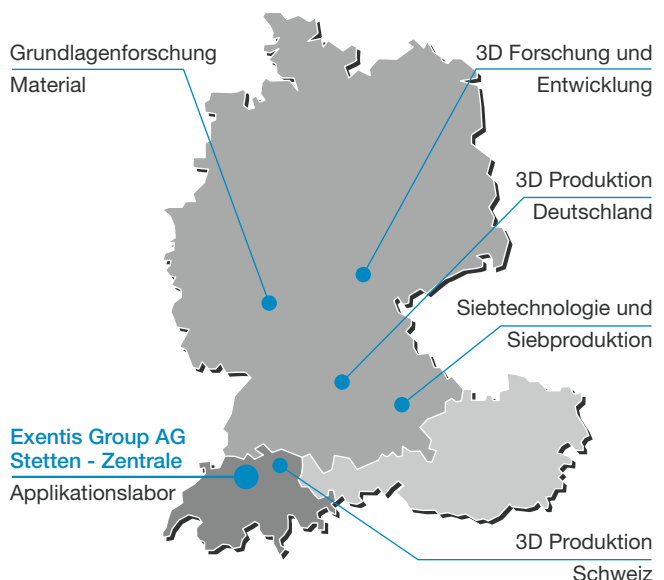 Grundlagenforschung
Material
3D Forschung und
Entwicklung
3D Produktion
Deutschland
Siebtechnologie und
Siebproduktion
Exentis Group AG
Stetten - Zentrale
Applikationslabor
3D Produktion
Schweiz